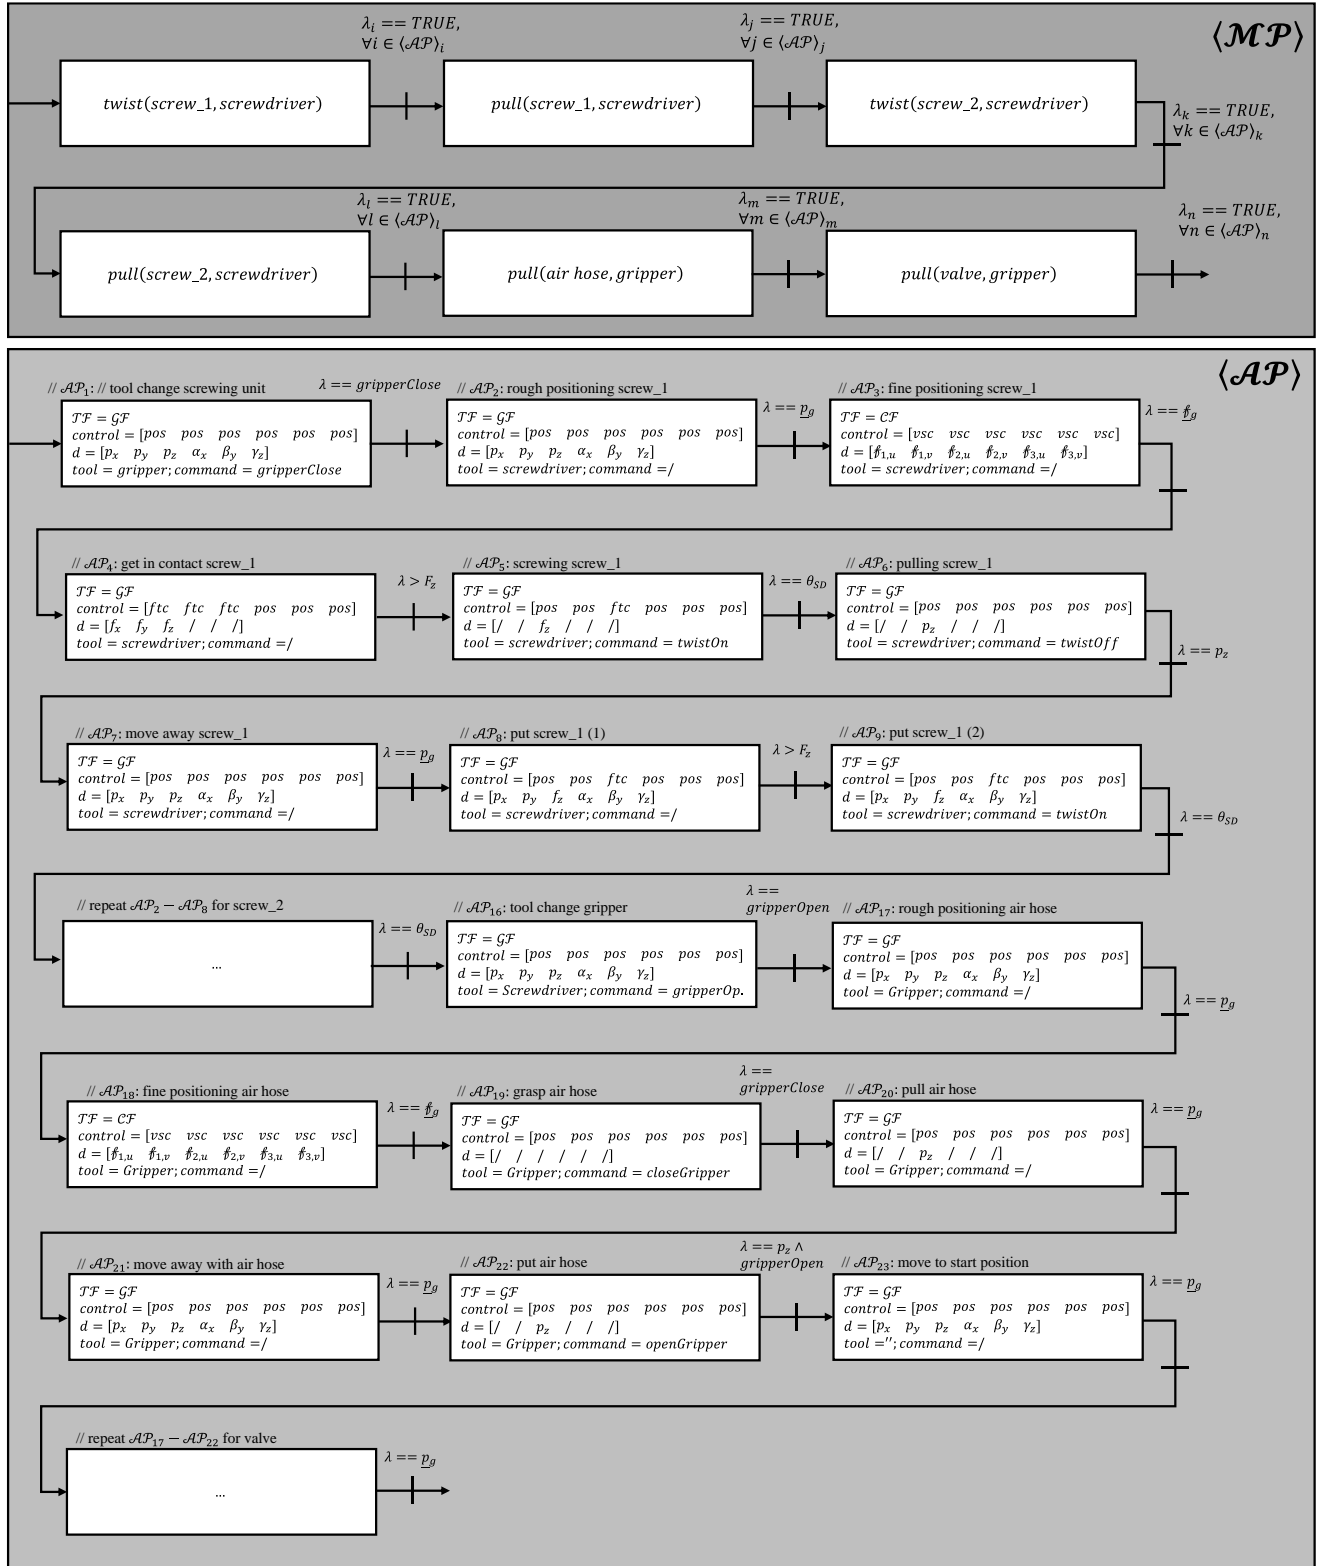 ⟨ℳ𝒫⟩
λ_i == TRUE,
∀i ∈ ⟨𝒜𝒫⟩_i
λ_j == TRUE,
∀j ∈ ⟨𝒜𝒫⟩_j
twist(screw_1, screwdriver)
pull(screw_1, screwdriver)
twist(screw_2, screwdriver)
λ_k == TRUE,
∀k ∈ ⟨𝒜𝒫⟩_k
λ_l == TRUE,
∀l ∈ ⟨𝒜𝒫⟩_l
λ_m == TRUE,
∀m ∈ ⟨𝒜𝒫⟩_m
λ_n == TRUE,
∀n ∈ ⟨𝒜𝒫⟩_n
pull(screw_2, screwdriver)
pull(air hose, gripper)
pull(valve, gripper)
⟨𝒜𝒫⟩
// 𝒜𝒫_1: // tool change screwing unit
𝒯ℱ = 𝒢ℱ
control = [pos pos pos pos pos pos]
d = [p_x p_y p_z α_x β_y γ_z]
tool = gripper; command = gripperClose
λ == gripperClose
// 𝒜𝒫_2: rough positioning screw_1
𝒯ℱ = 𝒢ℱ
control = [pos pos pos pos pos pos]
d = [p_x p_y p_z α_x β_y γ_z]
tool = screwdriver; command =/
λ == p_g
// 𝒜𝒫_3: fine positioning screw_1
𝒯ℱ = 𝒞ℱ
control = [vsc vsc vsc vsc vsc vsc]
d = [f_1,u f_1,v f_2,u f_2,v f_3,u f_3,v]
tool = screwdriver; command =/
λ == f_g
// 𝒜𝒫_4: get in contact screw_1
𝒯ℱ = 𝒢ℱ
control = [ftc ftc ftc pos pos pos]
d = [f_x f_y f_z / / /]
tool = screwdriver; command =/
λ > F_z
// 𝒜𝒫_5: screwing screw_1
𝒯ℱ = 𝒢ℱ
control = [pos pos ftc pos pos pos]
d = [/ / f_z / / /]
tool = screwdriver; command = twistOn
λ == θ_SD
// 𝒜𝒫_6: pulling screw_1
𝒯ℱ = 𝒢ℱ
control = [pos pos pos pos pos pos]
d = [/ / p_z / / /]
tool = screwdriver; command = twistOff
λ == p_z
// 𝒜𝒫_7: move away screw_1
𝒯ℱ = 𝒢ℱ
control = [pos pos pos pos pos pos]
d = [p_x p_y p_z α_x β_y γ_z]
tool = screwdriver; command =/
λ == p_g
// 𝒜𝒫_8: put screw_1 (1)
𝒯ℱ = 𝒢ℱ
control = [pos pos ftc pos pos pos]
d = [p_x p_y f_z α_x β_y γ_z]
tool = screwdriver; command =/
λ > F_z
// 𝒜𝒫_9: put screw_1 (2)
𝒯ℱ = 𝒢ℱ
control = [pos pos ftc pos pos pos]
d = [p_x p_y f_z α_x β_y γ_z]
tool = screwdriver; command = twistOn
λ == θ_SD
// repeat 𝒜𝒫_2 − 𝒜𝒫_8 for screw_2
...
λ == θ_SD
// 𝒜𝒫_16: tool change gripper
𝒯ℱ = 𝒢ℱ
control = [pos pos pos pos pos pos]
d = [p_x p_y p_z α_x β_y γ_z]
tool = Screwdriver; command = gripperOp.
λ ==
gripperOpen
// 𝒜𝒫_17: rough positioning air hose
𝒯ℱ = 𝒢ℱ
control = [pos pos pos pos pos pos]
d = [p_x p_y p_z α_x β_y γ_z]
tool = Gripper; command =/
λ == p_g
// 𝒜𝒫_18: fine positioning air hose
𝒯ℱ = 𝒞ℱ
control = [vsc vsc vsc vsc vsc vsc]
d = [f_1,u f_1,v f_2,u f_2,v f_3,u f_3,v]
tool = Gripper; command =/
λ == f_g
// 𝒜𝒫_19: grasp air hose
𝒯ℱ = 𝒢ℱ
control = [pos pos pos pos pos pos]
d = [/ / / / / /]
tool = Gripper; command = closeGripper
λ ==
gripperClose
// 𝒜𝒫_20: pull air hose
𝒯ℱ = 𝒢ℱ
control = [pos pos pos pos pos pos]
d = [/ / p_z / / /]
tool = Gripper; command =/
λ == p_g
// 𝒜𝒫_21: move away with air hose
𝒯ℱ = 𝒢ℱ
control = [pos pos pos pos pos pos]
d = [p_x p_y p_z α_x β_y γ_z]
tool = Gripper; command =/
λ == p_g
// 𝒜𝒫_22: put air hose
𝒯ℱ = 𝒢ℱ
control = [pos pos pos pos pos pos]
d = [/ / p_z / / /]
tool = Gripper; command = openGripper
λ == p_z ∧
gripperOpen
// 𝒜𝒫_23: move to start position
𝒯ℱ = 𝒢ℱ
control = [pos pos pos pos pos pos]
d = [p_x p_y p_z α_x β_y γ_z]
tool =''; command =/
λ == p_g
// repeat 𝒜𝒫_17 − 𝒜𝒫_22 for valve
...
λ == p_g